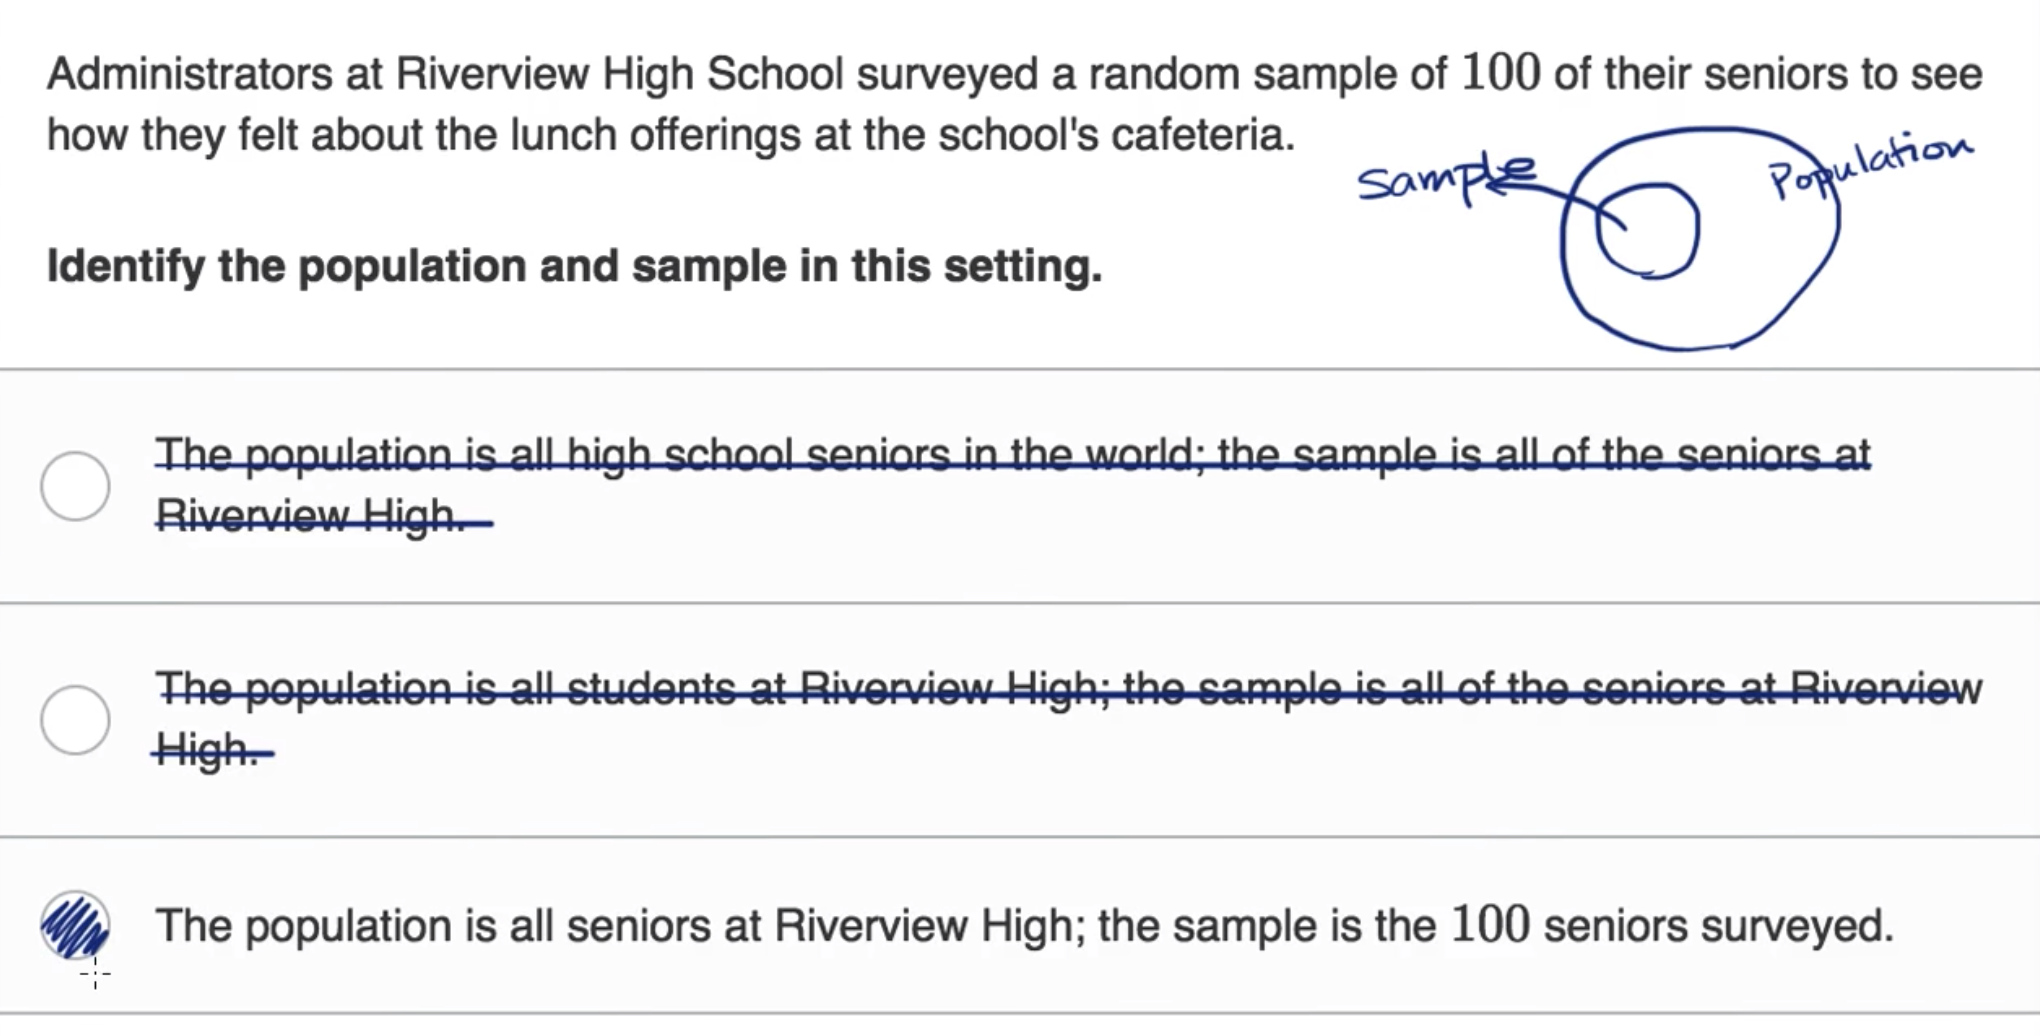 Administrators at Riverview High School surveyed a random sample of 100 of their seniors to see
how they felt about the lunch offerings at the school's cafeteria.
Sample
Population
Identify the population and sample in this setting.
The population is all high school seniors in the world; the sample is all of the seniors at
Riverview High.
The population is all students at Riverview High; the sample is all of the seniors at Riverview
High.
The population is all seniors at Riverview High; the sample is the 100 seniors surveyed.